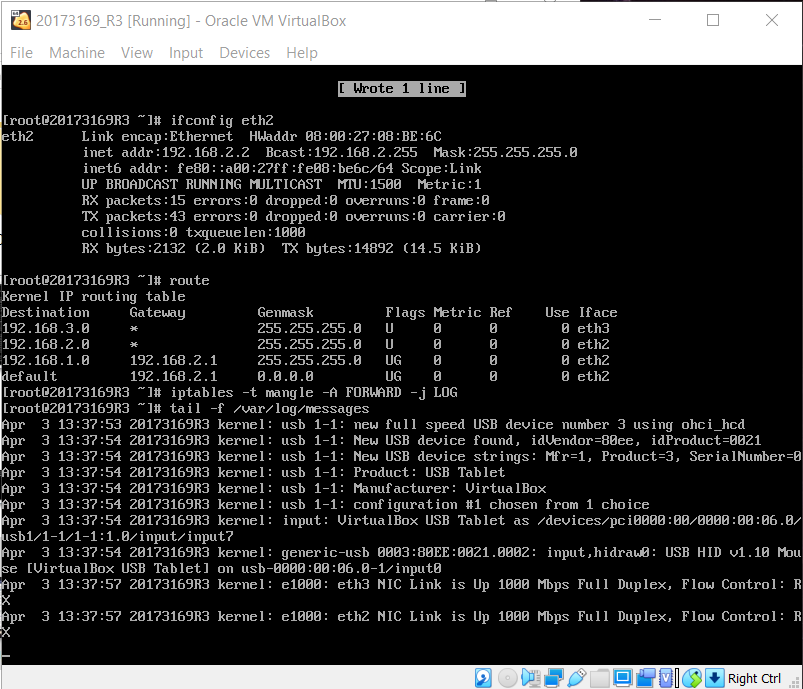 20173169_R3 [Running] - Oracle VM VirtualBox
File Machine View Input Devices Help
[ Wrote 1 line ]
[root@20173169R3 ~]# ifconfig eth2
eth2      Link encap:Ethernet  HWaddr 08:00:27:08:BE:6C
          inet addr:192.168.2.2  Bcast:192.168.2.255  Mask:255.255.255.0
          inet6 addr: fe80::a00:27ff:fe08:be6c/64 Scope:Link
          UP BROADCAST RUNNING MULTICAST  MTU:1500  Metric:1
          RX packets:15 errors:0 dropped:0 overruns:0 frame:0
          TX packets:43 errors:0 dropped:0 overruns:0 carrier:0
          collisions:0 txqueuelen:1000
          RX bytes:2132 (2.0 KiB)  TX bytes:14892 (14.5 KiB)
[root@20173169R3 ~]# route
Kernel IP routing table
Destination     Gateway         Genmask         Flags Metric Ref    Use Iface
192.168.3.0     *               255.255.255.0   U     0      0        0 eth3
192.168.2.0     *               255.255.255.0   U     0      0        0 eth2
192.168.1.0     192.168.2.1     255.255.255.0   UG    0      0        0 eth2
default         192.168.2.1     0.0.0.0         UG    0      0        0 eth2
[root@20173169R3 ~]# iptables -t mangle -A FORWARD -j LOG
[root@20173169R3 ~]# tail -f /var/log/messages
Apr  3 13:37:53 20173169R3 kernel: usb 1-1: new full speed USB device number 3 using ohci_hcd
Apr  3 13:37:54 20173169R3 kernel: usb 1-1: New USB device found, idVendor=80ee, idProduct=0021
Apr  3 13:37:54 20173169R3 kernel: usb 1-1: New USB device strings: Mfr=1, Product=3, SerialNumber=0
Apr  3 13:37:54 20173169R3 kernel: usb 1-1: Product: USB Tablet
Apr  3 13:37:54 20173169R3 kernel: usb 1-1: Manufacturer: VirtualBox
Apr  3 13:37:54 20173169R3 kernel: usb 1-1: configuration #1 chosen from 1 choice
Apr  3 13:37:54 20173169R3 kernel: input: VirtualBox USB Tablet as /devices/pci0000:00/0000:00:06.0/
usb1/1-1/1-1:1.0/input/input7
Apr  3 13:37:54 20173169R3 kernel: generic-usb 0003:80EE:0021.0002: input,hidraw0: USB HID v1.10 Mou
se [VirtualBox USB Tablet] on usb-0000:00:06.0-1/input0
Apr  3 13:37:57 20173169R3 kernel: e1000: eth3 NIC Link is Up 1000 Mbps Full Duplex, Flow Control: R
X
Apr  3 13:37:57 20173169R3 kernel: e1000: eth2 NIC Link is Up 1000 Mbps Full Duplex, Flow Control: R
X
Right Ctrl